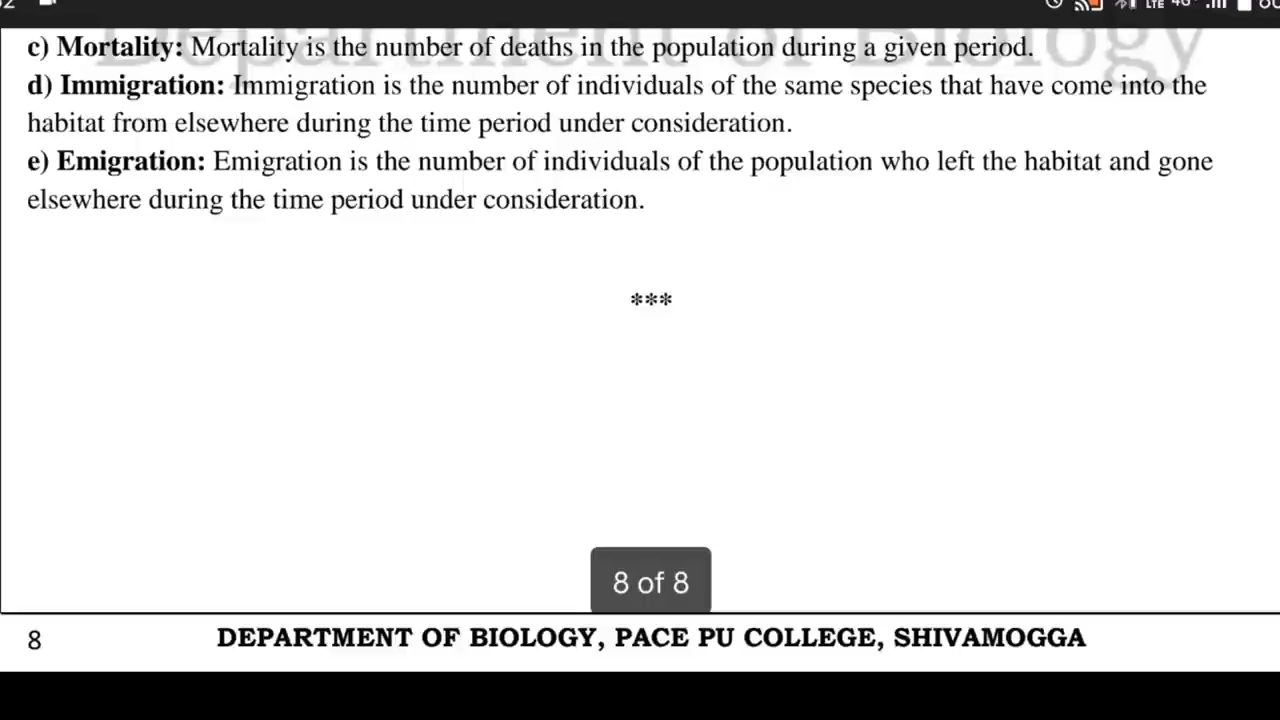 c) Mortality: Mortality is the number of deaths in the population during a given period.
d) Immigration: Immigration is the number of individuals of the same species that have come into the
habitat from elsewhere during the time period under consideration.
e) Emigration: Emigration is the number of individuals of the population who left the habitat and gone
elsewhere during the time period under consideration.
***
8 of 8
8 DEPARTMENT OF BIOLOGY, PACE PU COLLEGE, SHIVAMOGGA
Department of Biology